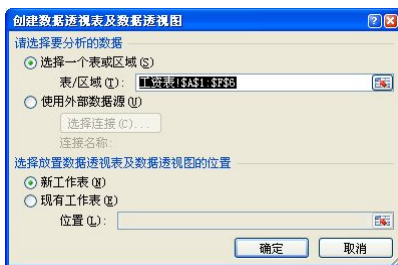 创建数据透视表及数据透视图
请选择要分析的数据
选择一个表或区域(S)
表/区域(T): 工资表!$A$1:$F$6
使用外部数据源(U)
选择连接(C)...
连接名称:
选择放置数据透视表及数据透视图的位置
新工作表(N)
现有工作表(E)
位置(L):
确定 取消